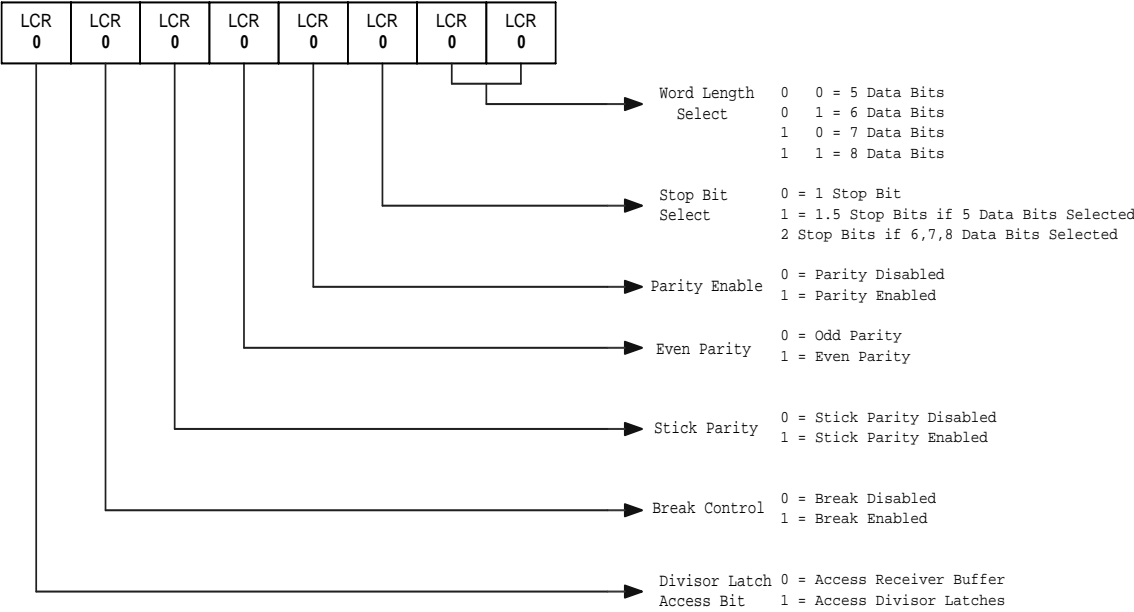 LCR LCR LCR LCR LCR LCR LCR LCR
0 0 0 0 0 0 0 0
Word Length
Select
0 0 = 5 Data Bits
0 1 = 6 Data Bits
1 0 = 7 Data Bits
1 1 = 8 Data Bits
Stop Bit
Select
0 = 1 Stop Bit
1 = 1.5 Stop Bits if 5 Data Bits Selected
2 Stop Bits if 6,7,8 Data Bits Selected
Parity Enable
0 = Parity Disabled
1 = Parity Enabled
Even Parity
0 = Odd Parity
1 = Even Parity
Stick Parity
0 = Stick Parity Disabled
1 = Stick Parity Enabled
Break Control
0 = Break Disabled
1 = Break Enabled
Divisor Latch
Access Bit
0 = Access Receiver Buffer
1 = Access Divisor Latches